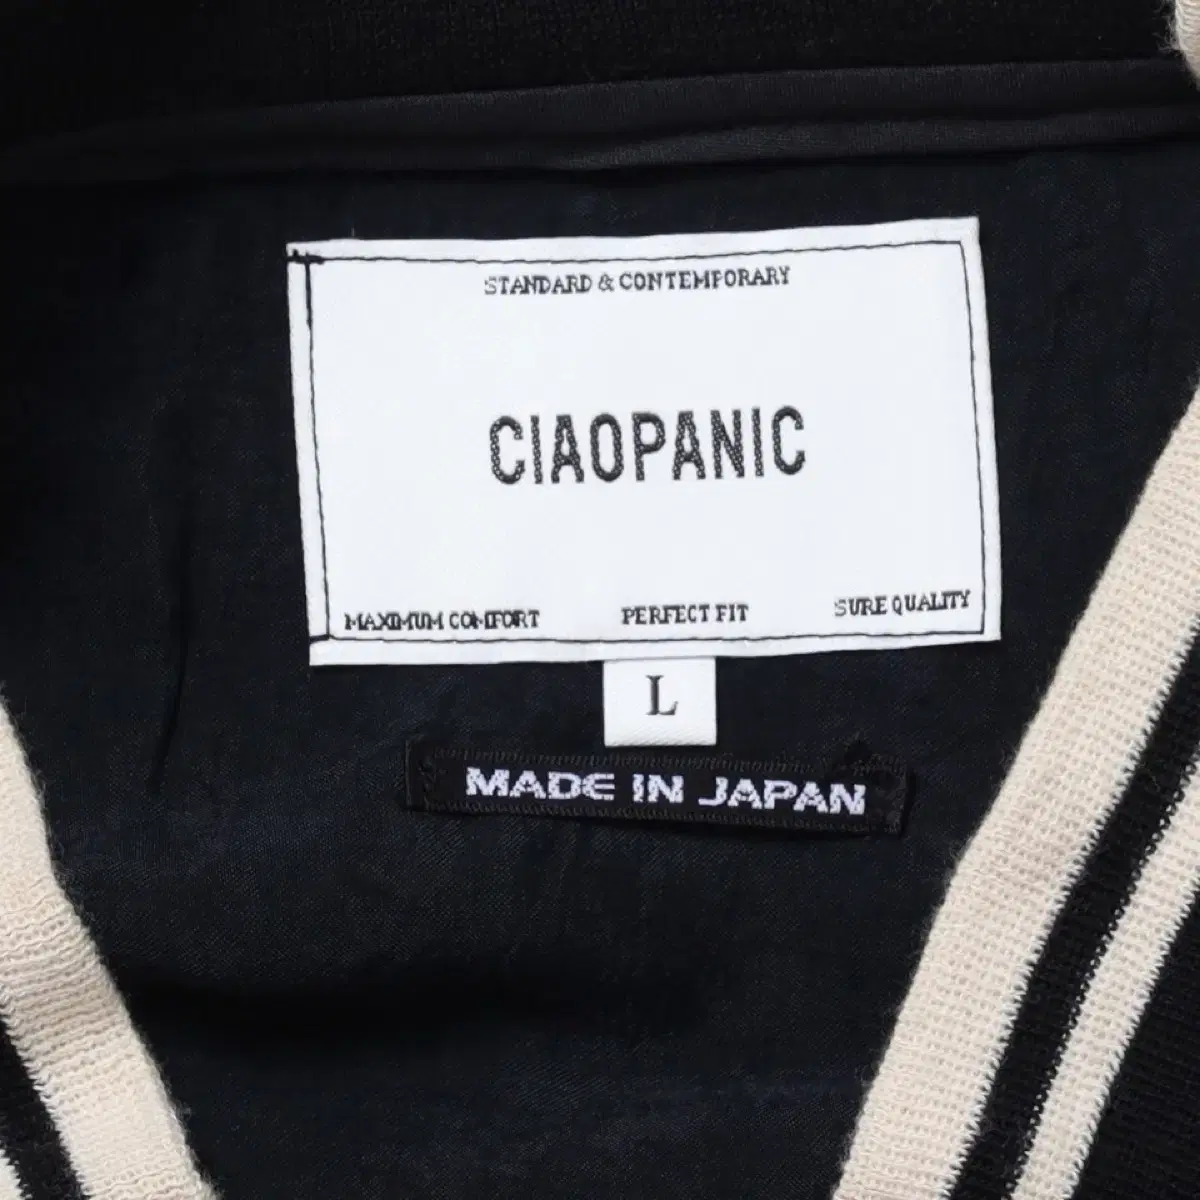 STANDARD & CONTEMPORARY
CIAOPANIC
MAXIMUM COMFORT PERFECT FIT SURE QUALITY
L
MADE IN JAPAN